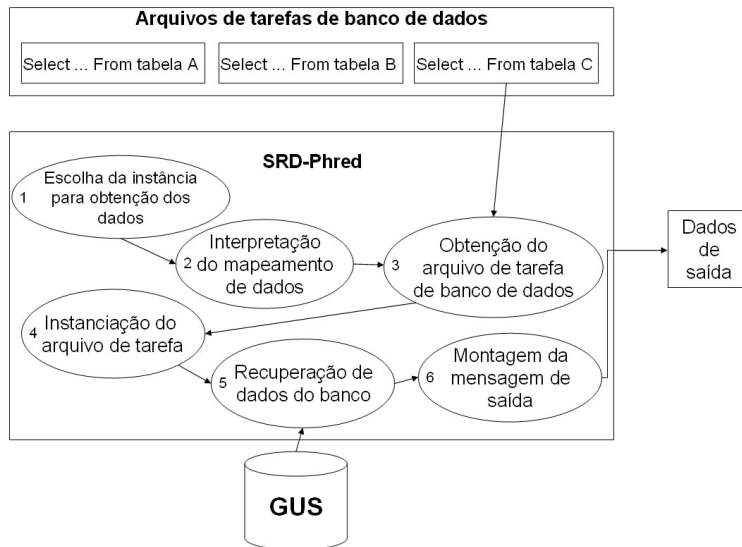 Arquivos de tarefas de banco de dados
Select ... From tabela A
Select ... From tabela B
Select ... From tabela C
SRD-Phred
1
Escolha da instância
para obtenção dos
dados
2
Interpretação
do mapeamento
de dados
3
Obtenção do
arquivo de tarefa
de banco de dados
4
Instanciação do
arquivo de tarefa
5
Recuperação de
dados do banco
6
Montagem da
mensagem de
saída
Dados
de
saída
GUS